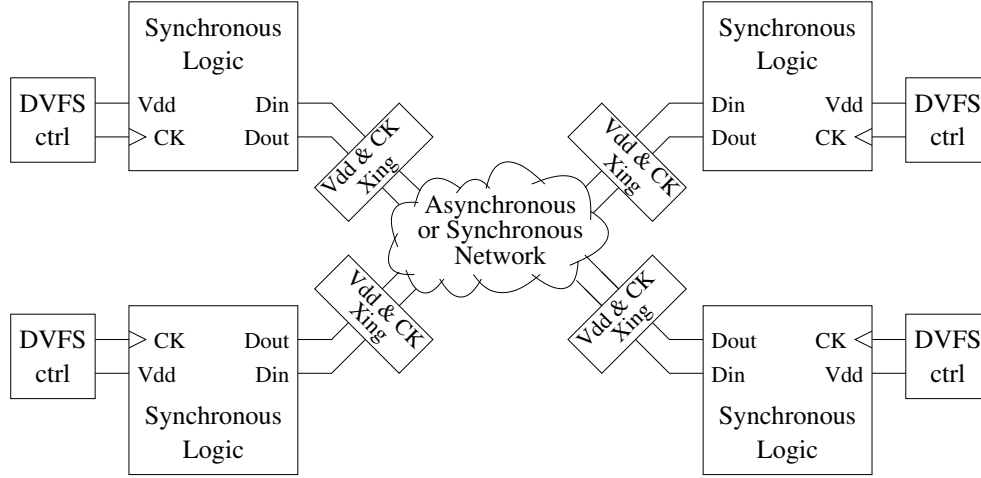 Synchronous
Logic
DVFS
ctrl
Vdd
CK
Din
Dout
Vdd & CK
Xing
Synchronous
Logic
Din
Dout
Vdd
CK
DVFS
ctrl
Vdd & CK
Xing
Asynchronous
or Synchronous
Network
DVFS
ctrl
CK
Vdd
Dout
Din
Synchronous
Logic
Vdd & CK
Xing
Vdd & CK
Xing
Dout
Din
CK
Vdd
Synchronous
Logic
DVFS
ctrl